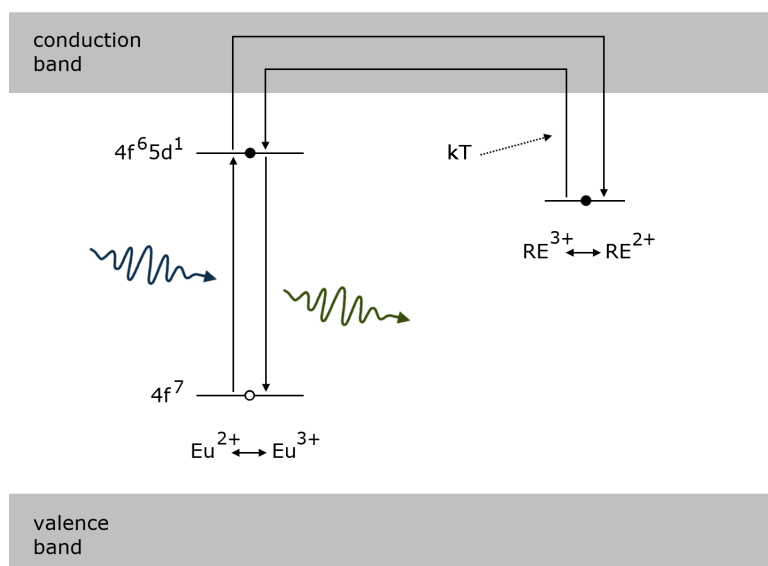 conduction
band
4f⁶5d¹
kT
RE³⁺ ↔ RE²⁺
4f⁷
Eu²⁺ ↔ Eu³⁺
valence
band